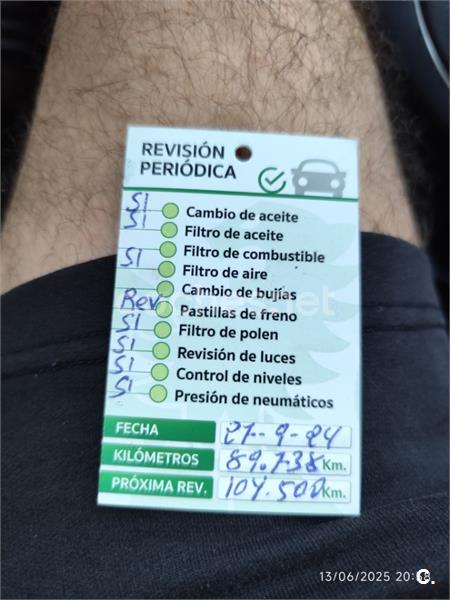 REVISIÓN
PERIÓDICA
SI Cambio de aceite
SI Filtro de aceite
Filtro de combustible
SI Filtro de aire
Cambio de bujías
Rev Pastillas de freno
SI Filtro de polen
SI Revisión de luces
SI Control de niveles
SI Presión de neumáticos
FECHA 27-9-24
KILÓMETROS 89.738 Km.
PRÓXIMA REV. 104.500 Km.
13/06/2025